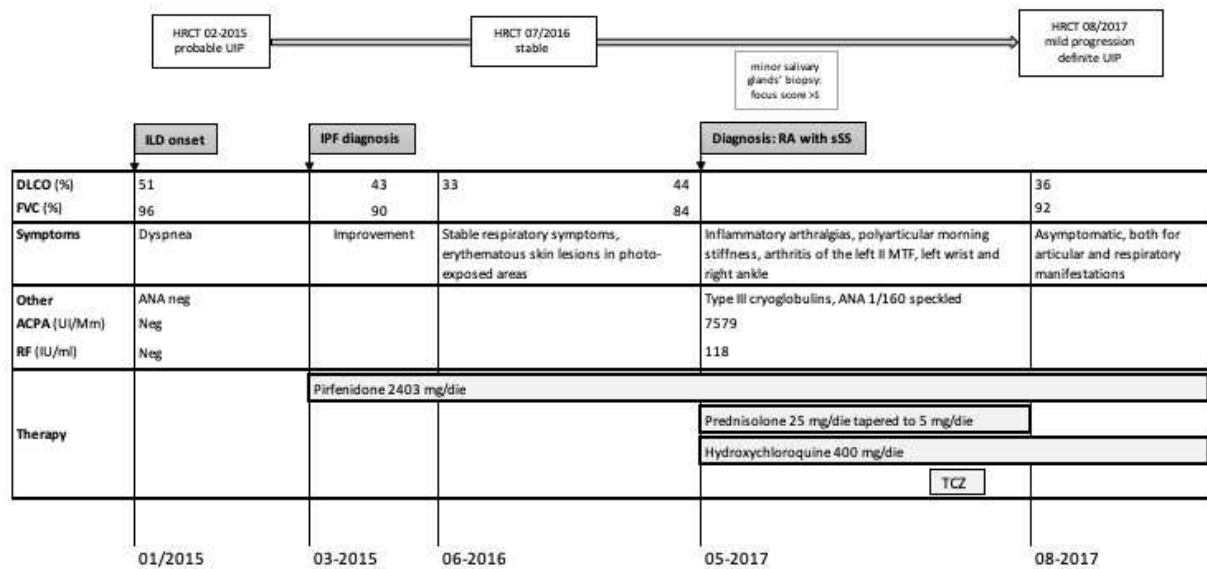 HRCT 02-2015
probable UIP
HRCT 07/2016
stable
HRCT 08/2017
mild progression
definite UIP
minor salivary
glands' biopsy:
focus score >1
ILD onset
IPF diagnosis
Diagnosis: RA with sSS
DLCO (%) 51 43 33 44 36
FVC (%) 96 90 84 92
Symptoms Dyspnea Improvement Stable respiratory symptoms, Inflammatory arthralgias, polyarticular morning Asymptomatic, both for
erythematous skin lesions in photo- stiffness, arthritis of the left II MTF, left wrist and articular and respiratory
exposed areas right ankle manifestations
Other ANA neg Type III cryoglobulins, ANA 1/160 speckled
ACPA (UI/Mm) Neg 7579
RF (IU/ml) Neg 118
Therapy
Pirfenidone 2403 mg/die
Prednisolone 25 mg/die tapered to 5 mg/die
Hydroxychloroquine 400 mg/die
TCZ
01/2015 03-2016 06-2016 05-2017 08-2017